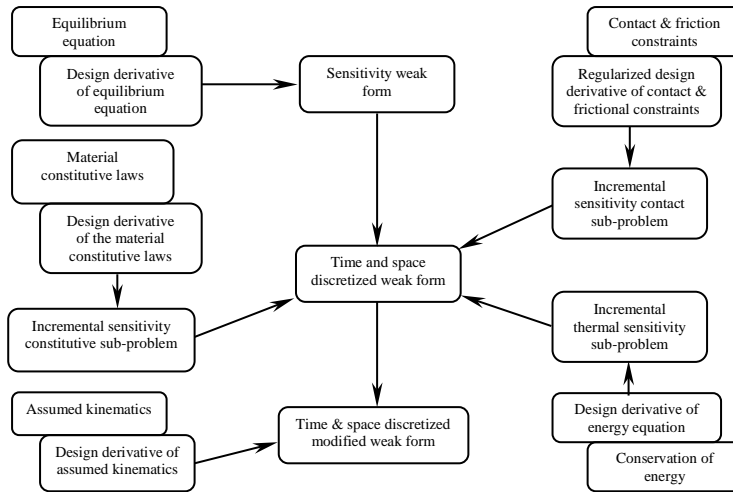 Equilibrium
equation
Design derivative
of equilibrium
equation
Sensitivity weak
form
Contact & friction
constraints
Regularized design
derivative of contact &
frictional constraints
Material
constitutive laws
Design derivative
of the material
constitutive laws
Incremental
sensitivity contact
sub-problem
Time and space
discretized weak form
Incremental sensitivity
constitutive sub-problem
Incremental
thermal sensitivity
sub-problem
Assumed kinematics
Design derivative of
assumed kinematics
Time & space discretized
modified weak form
Design derivative of
energy equation
Conservation of
energy